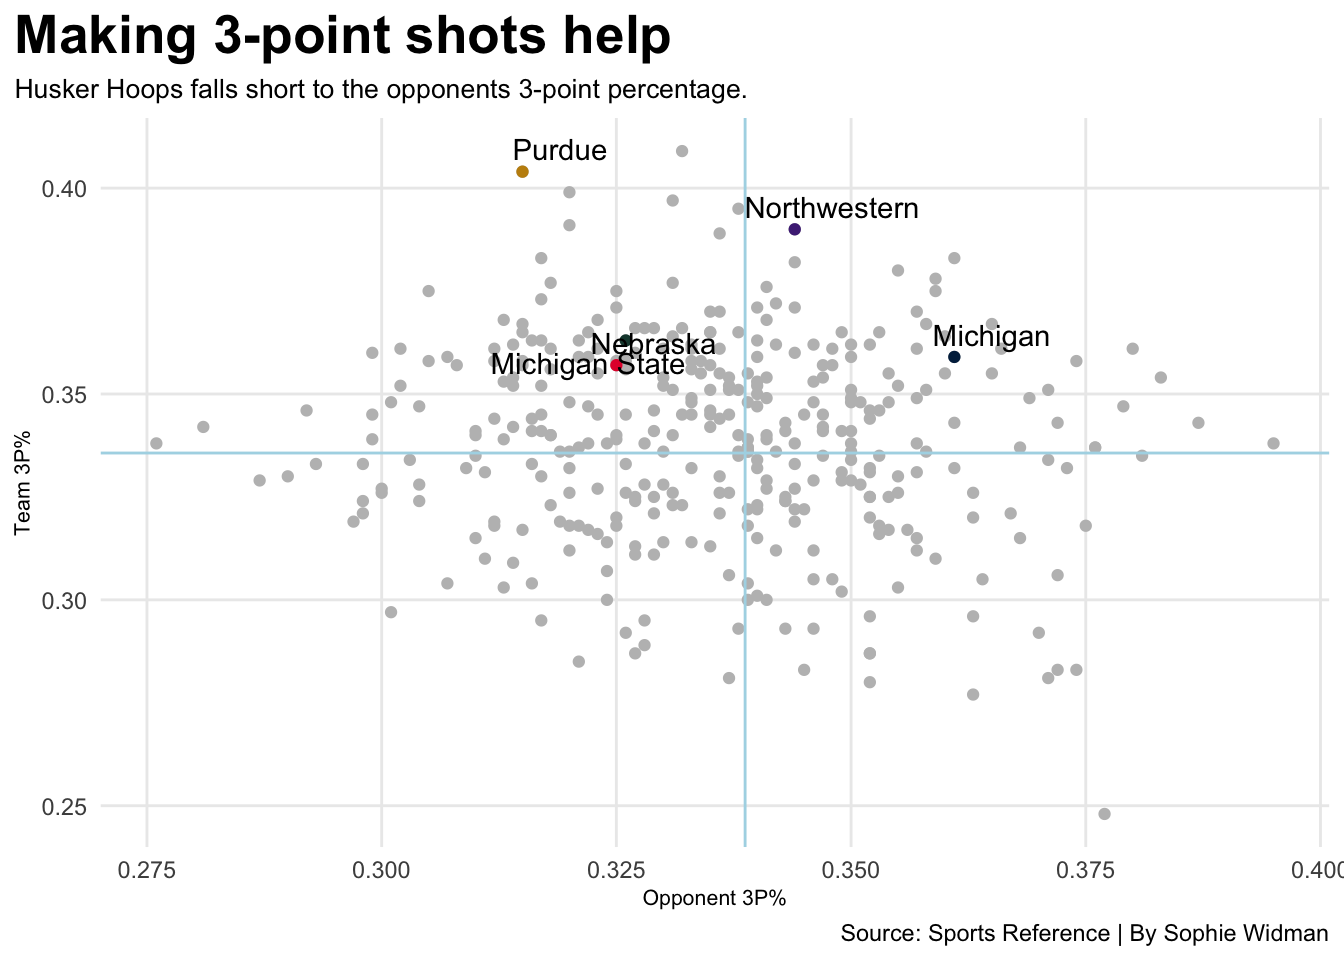 Making 3-point shots help
Husker Hoops falls short to the opponents 3-point percentage.
Purdue
0.40
Northwestern
Michigan
Nebraska
Michigan State
0.35
Team 3P%
0.30
0.25
0.275 0.300 0.325 0.350 0.375 0.400
Opponent 3P%
Source: Sports Reference | By Sophie Widman